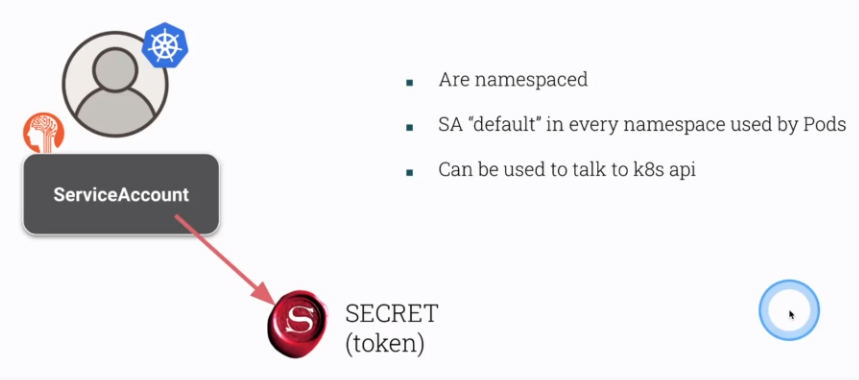 Are namespaced
SA “default” in every namespace used by Pods
Can be used to talk to k8s api
ServiceAccount
S
SECRET
(token)